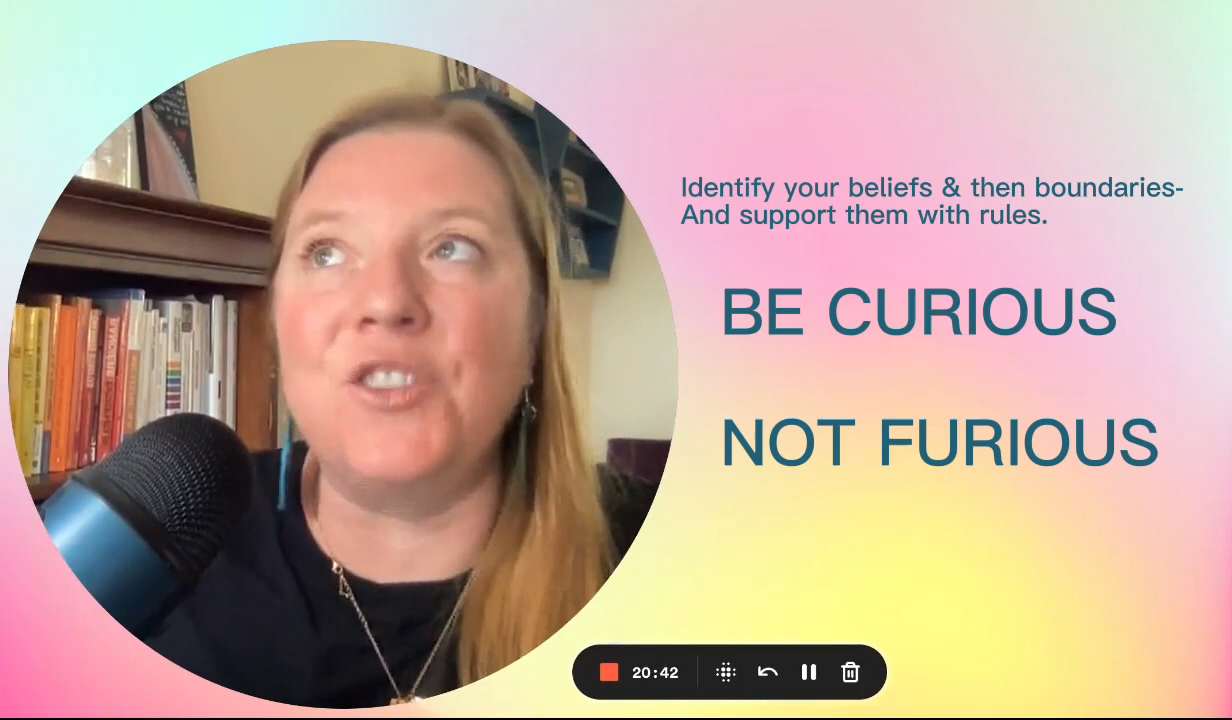 Identify your beliefs & then boundaries-
And support them with rules.
BE CURIOUS
NOT FURIOUS
20:42